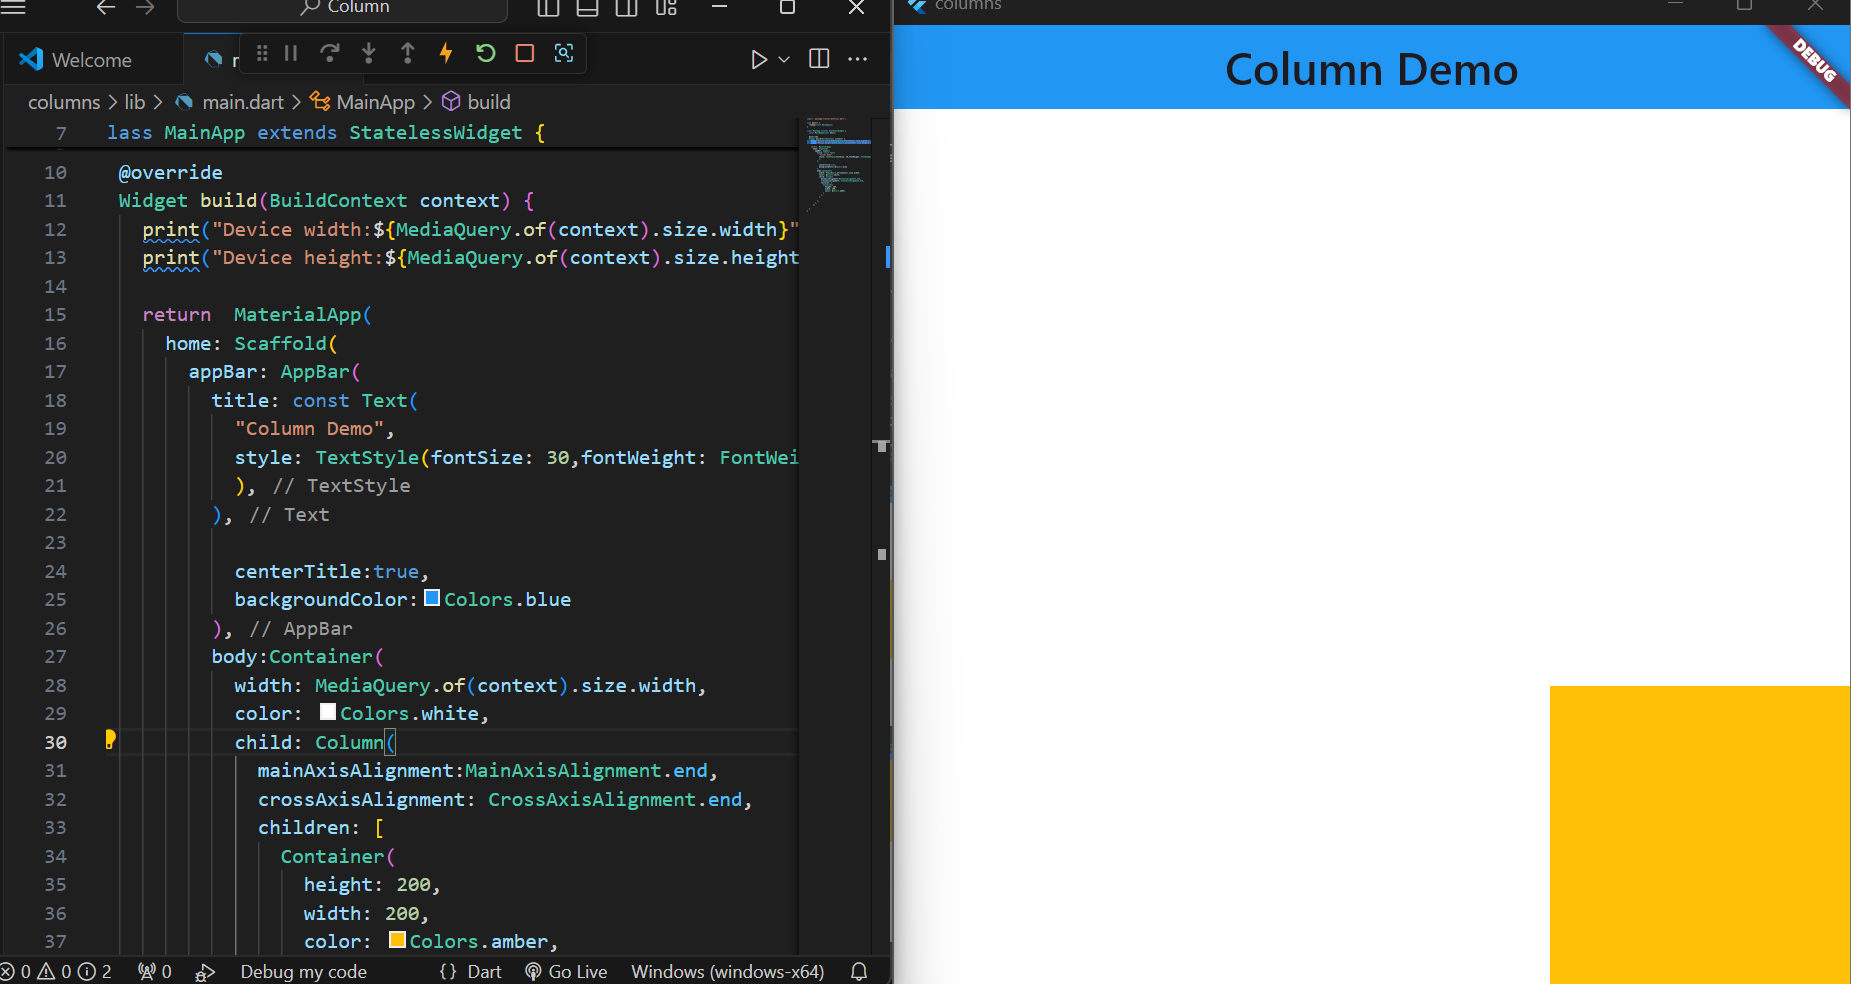 Column
Welcome
columns > lib > main.dart > MainApp > build
7 lass MainApp extends StatelessWidget {
10 @override
11 Widget build(BuildContext context) {
12 print("Device width:${MediaQuery.of(context).size.width}"
13 print("Device height:${MediaQuery.of(context).size.height
14
15 return  MaterialApp(
16 home: Scaffold(
17 appBar: AppBar(
18 title: const Text(
19 "Column Demo",
20 style: TextStyle(fontSize: 30,fontWeight: FontWei
21 ), // TextStyle
22 ), // Text
23
24 centerTitle:true,
25 backgroundColor: Colors.blue
26 ), // AppBar
27 body:Container(
28 width: MediaQuery.of(context).size.width,
29 color: Colors.white,
30 child: Column(
31 mainAxisAlignment:MainAxisAlignment.end,
32 crossAxisAlignment: CrossAxisAlignment.end,
33 children: [
34 Container(
35 height: 200,
36 width: 200,
37 color: Colors.amber,
0 0 2 0 Debug my code {} Dart Go Live Windows (windows-x64)
columns
Column Demo
DEBUG